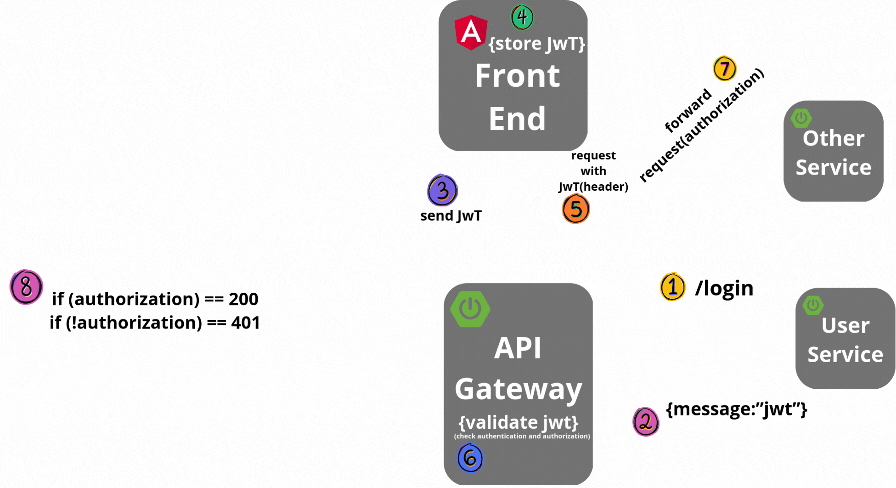 4
{store JwT}
Front
End
7
forward
request(authorization)
Other
Service
request
with
JwT(header)
5
3
send JwT
8
if (authorization) == 200
if (!authorization) == 401
1
/login
User
Service
API
Gateway
{validate jwt}
(check authentication and authorization)
6
2
{message:”jwt”}